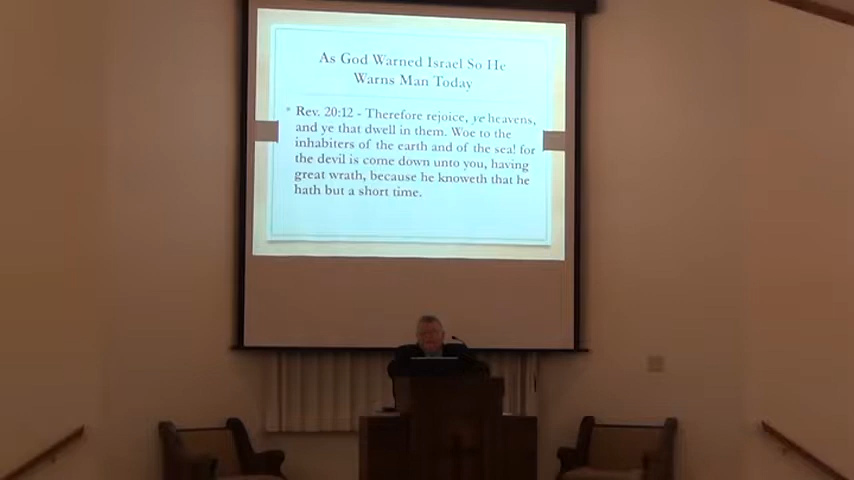 As God Warned Israel So He
Warns Man Today
* Rev. 20:12 - Therefore rejoice, ye heavens,
and ye that dwell in them. Woe to the
inhabiters of the earth and of the sea! for
the devil is come down unto you, having
great wrath, because he knoweth that he
hath but a short time.